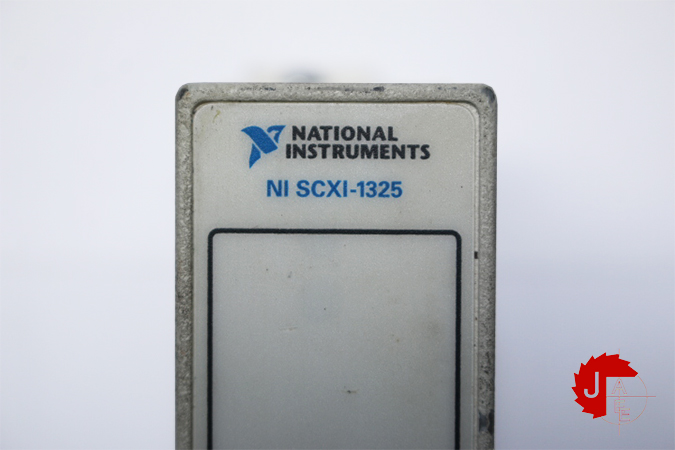 NATIONAL
INSTRUMENTS
NI SCXI-1325
J